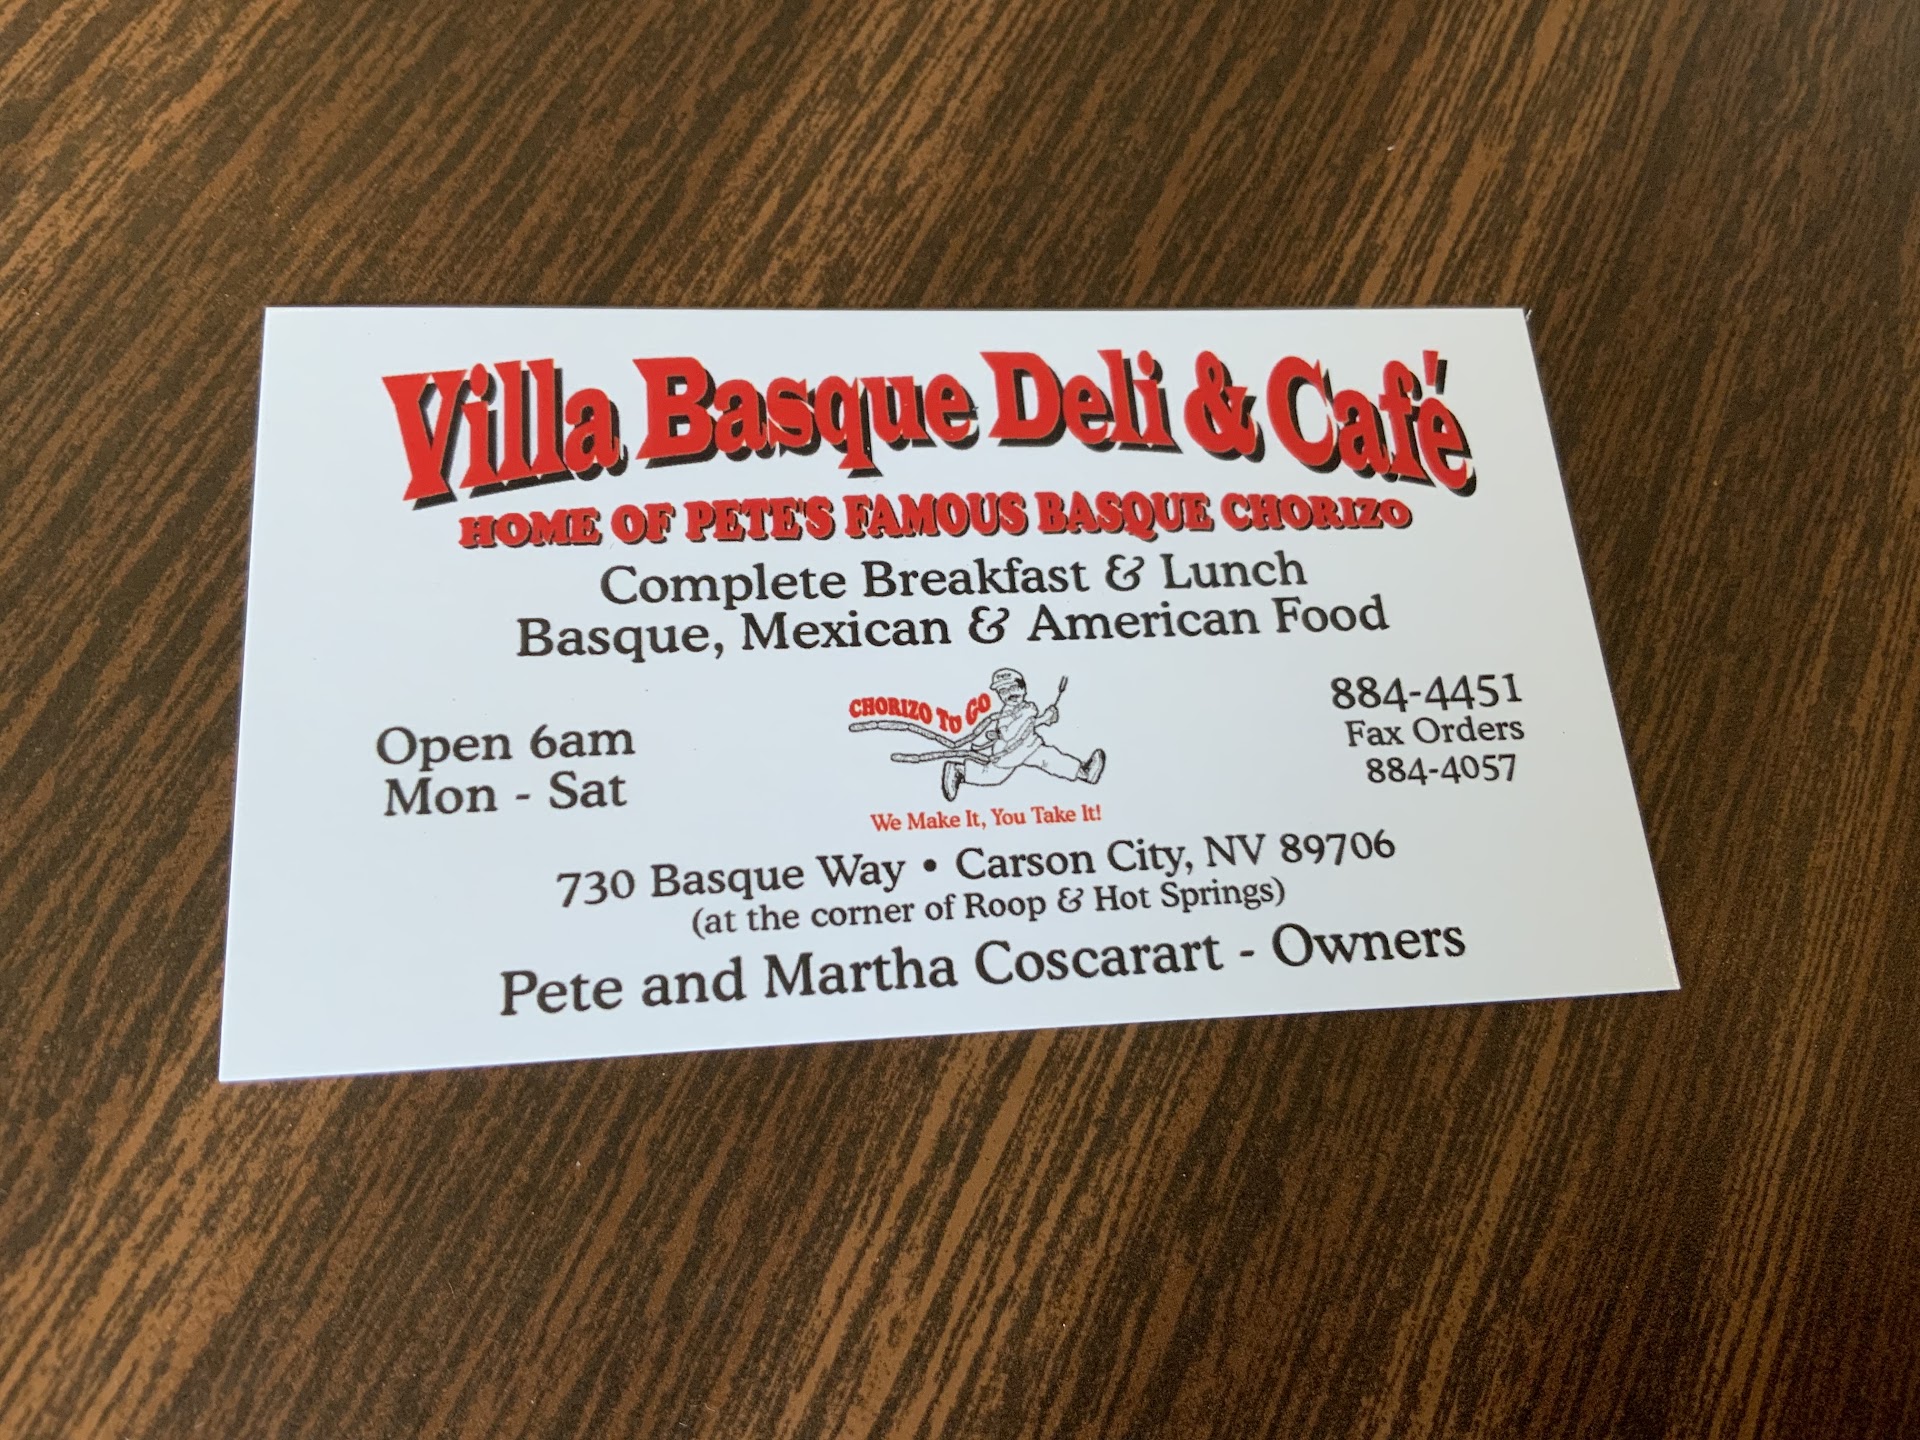 Villa Basque Deli & Café
HOME OF PETE'S FAMOUS BASQUE CHORIZO
Complete Breakfast & Lunch
Basque, Mexican & American Food
Open 6am
Mon - Sat
CHORIZO TO GO
We Make It, You Take It!
884-4451
Fax Orders
884-4057
730 Basque Way • Carson City, NV 89706
(at the corner of Roop & Hot Springs)
Pete and Martha Coscarart - Owners